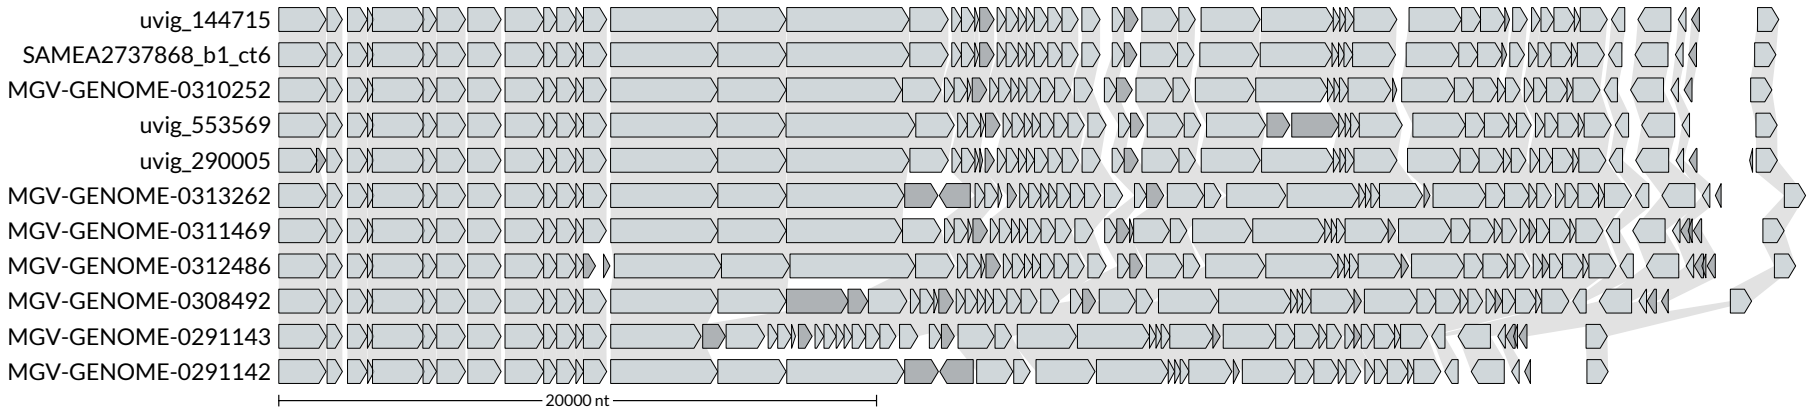 uvig_144715
SAMEA2737868_b1_ct6
MGV-GENOME-0310252
uvig_553569
uvig_290005
MGV-GENOME-0313262
MGV-GENOME-0311469
MGV-GENOME-0312486
MGV-GENOME-0308492
MGV-GENOME-0291143
MGV-GENOME-0291142
20000 nt